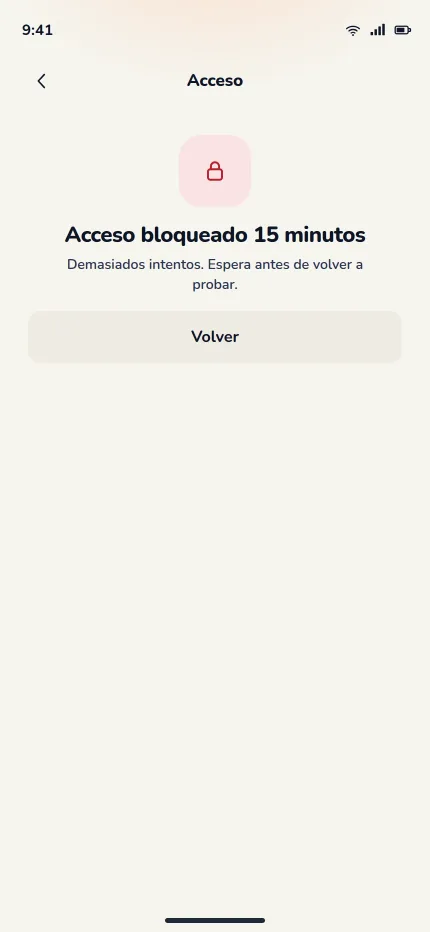 9:41
Acceso
Acceso bloqueado 15 minutos
Demasiados intentos. Espera antes de volver a
probar.
Volver